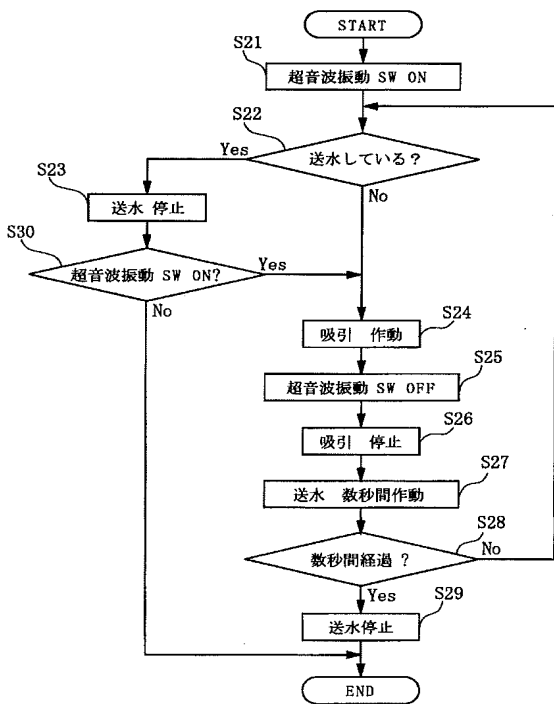 START
S21
超音波振動 SW ON
S22
送水している？
Yes
No
S23
送水 停止
S30
超音波振動 SW ON?
Yes
No
吸引 作動
S24
超音波振動 SW OFF
S25
吸引 停止
S26
送水 数秒間作動
S27
数秒間経過 ?
S28
No
Yes
送水停止
S29
END